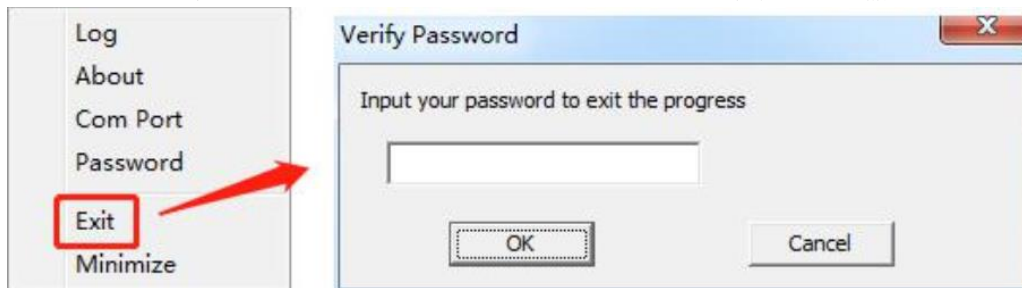 Log
About
Com Port
Password
Exit
Minimize
Verify Password
Input your password to exit the progress
OK
Cancel